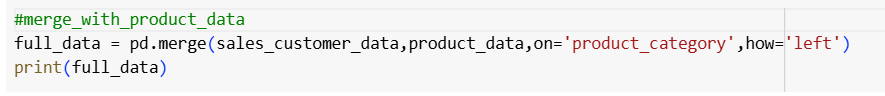 #merge_with_product_data
full_data = pd.merge(sales_customer_data,product_data,on='product_category',how='left')
print(full_data)